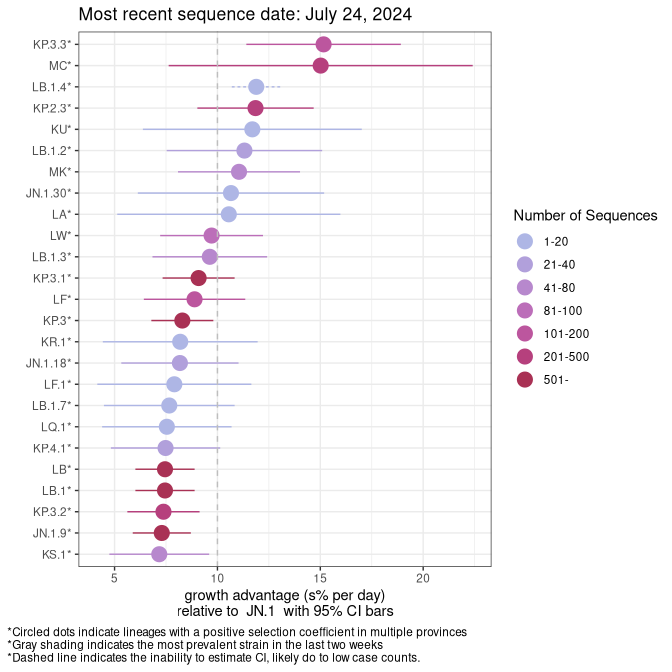 Most recent sequence date: July 24, 2024
KP.3.3*
MC*
LB.1.4*
KP.2.3*
KU*
LB.1.2*
MK*
JN.1.30*
LA*
LW*
LB.1.3*
KP.3.1*
LF*
KP.3*
KR.1*
JN.1.18*
LF.1*
LB.1.7*
LQ.1*
KP.4.1*
LB*
LB.1*
KP.3.2*
JN.1.9*
KS.1*
5 10 15 20
growth advantage (s% per day)
relative to JN.1 with 95% CI bars
Number of Sequences
1-20
21-40
41-80
81-100
101-200
201-500
501-
*Circled dots indicate lineages with a positive selection coefficient in multiple provinces
*Gray shading indicates the most prevalent strain in the last two weeks
*Dashed line indicates the inability to estimate CI, likely do to low case counts.